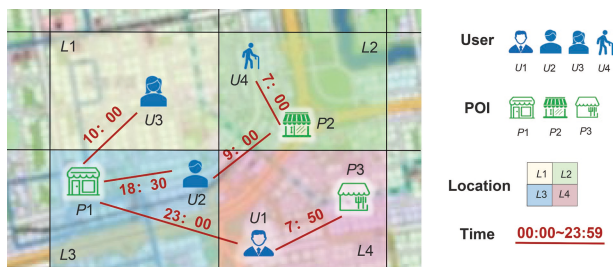 L1
L2
U4
7: 00
U3
10: 00
P2
9: 00
P3
18: 30
U2
P1
23: 00
U1
7: 50
L3
L4
User
U1 U2 U3 U4
POI
P1 P2 P3
Location
L1 L2
L3 L4
Time
00:00~23:59